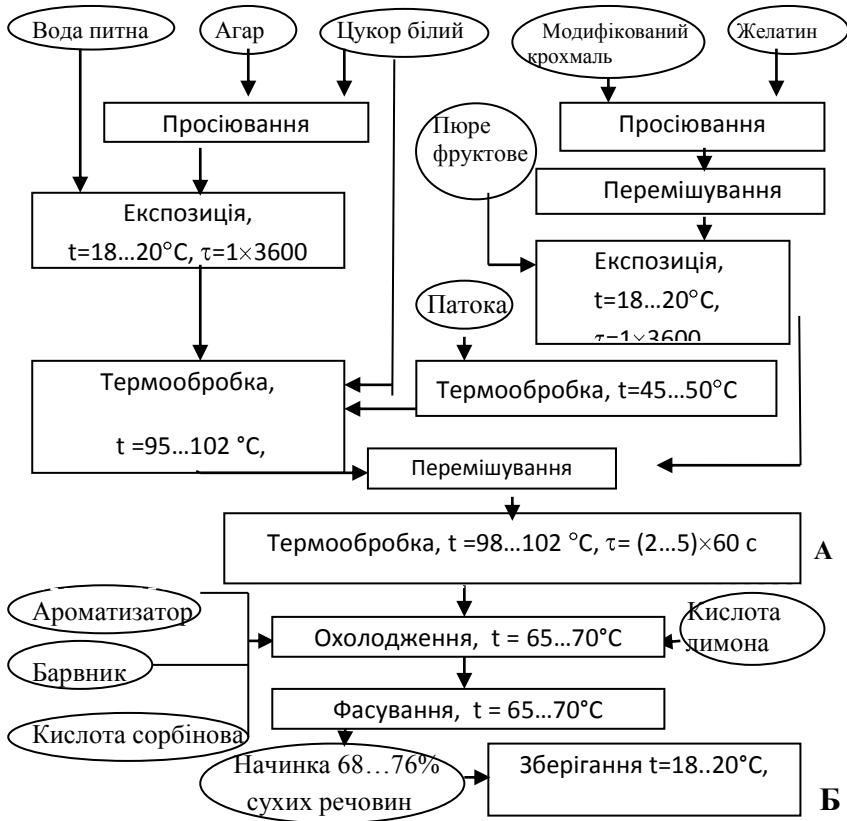 Вода питна
Агар
Цукор білий
Модифікований
крохмаль
Желатин
Просіювання
Просіювання
Пюре
фруктове
Перемішування
Експозиція,
t=18...20°C, τ=1×3600
Експозиція,
t=18...20°C,
τ=1×3600
Патока
Термообробка,
t =95...102 °C,
Термообробка, t=45...50°C
Перемішування
Термообробка, t =98...102 °C, τ= (2...5)×60 с
А
Ароматизатор
Барвник
Кислота сорбінова
Охолодження, t = 65...70°C
Кислота
лимона
Фасування, t = 65...70°C
Начинка 68…76%
сухих речовин
Зберігання t=18..20°C,
Б